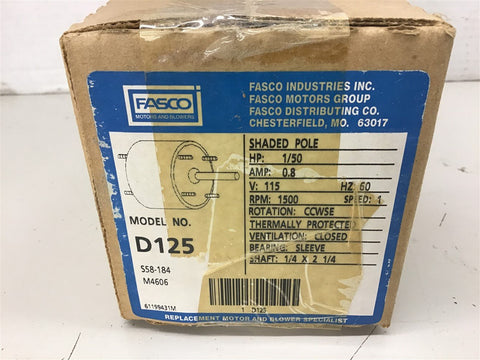 FASCO
MOTORS AND BLOWERS
FASCO INDUSTRIES INC.
FASCO MOTORS GROUP
FASCO DISTRIBUTING CO.
CHESTERFIELD, MO. 63017
SHADED POLE
HP: 1/50
AMP: 0.8
V: 115 HZ 60
RPM: 1500 SPEED: 1
ROTATION: CCWSE
THERMALLY PROTECTED
VENTILATION: CLOSED
BEARING: SLEEVE
SHAFT: 1/4 X 2 1/4
MODEL NO.
D125
S58-184
M4606
61199431M
1 D125
REPLACEMENT MOTOR AND BLOWER SPECIALIST